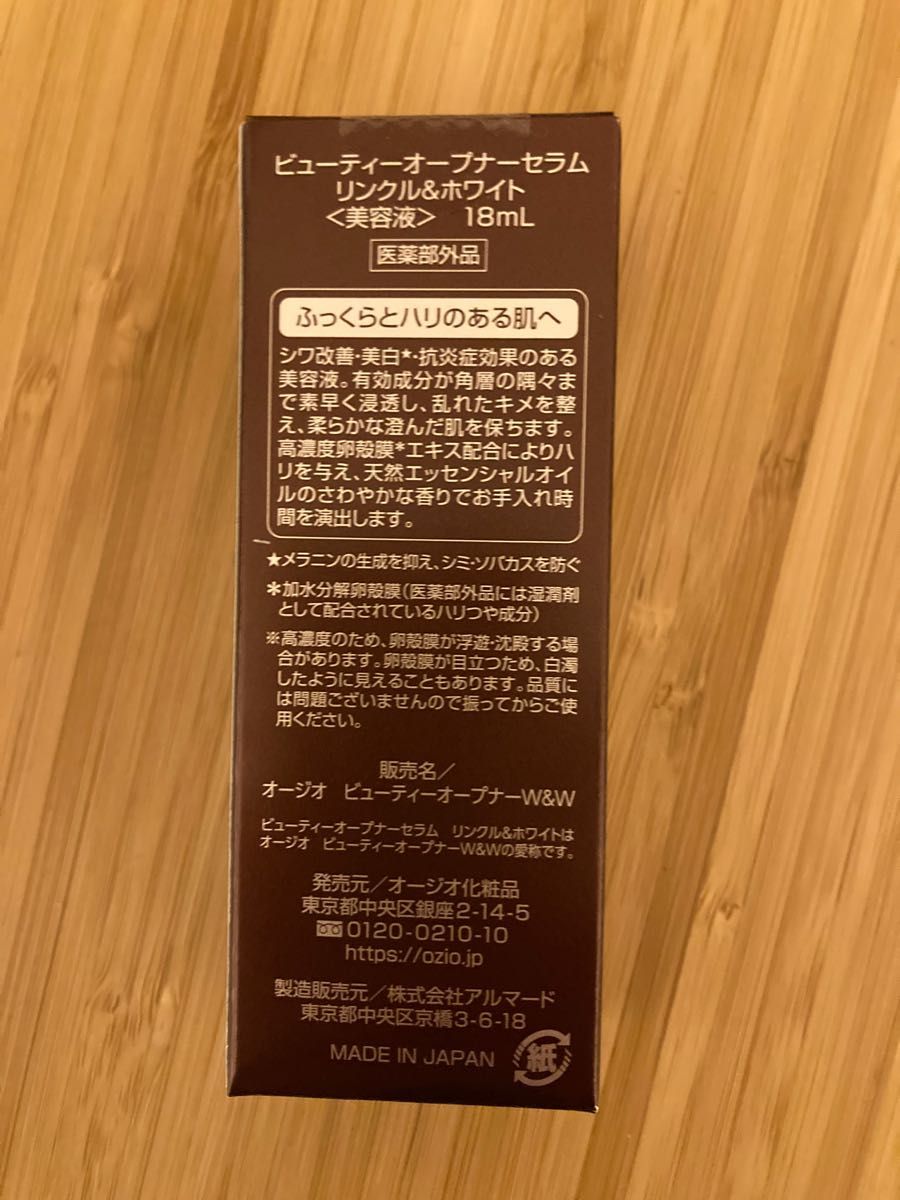 ビューティーオープナーセラム
リンクル&ホワイト
＜美容液＞　18mL
医薬部外品
ふっくらとハリのある肌へ
シワ改善・美白★・抗炎症効果のある
美容液。有効成分が角層の隅々ま
で素早く浸透し、乱れたキメを整
え、柔らかな澄んだ肌を保ちます。
高濃度卵殻膜＊エキス配合によりハ
リを与え、天然エッセンシャルオイ
ルのさわやかな香りでお手入れ時
間を演出します。
★メラニンの生成を抑え、シミ・ソバカスを防ぐ
＊加水分解卵殻膜（医薬部外品には湿潤剤
として配合されているハリつや成分）
※高濃度のため、卵殻膜が浮遊・沈殿する場
合があります。卵殻膜が目立つため、白濁
したように見えることもあります。品質に
は問題ございませんので振ってからご使
用ください。
販売名／
オージオ　ビューティーオープナーW&W
ビューティーオープナーセラム　リンクル&ホワイトは
オージオ　ビューティーオープナーW&Wの愛称です。
発売元／オージオ化粧品
東京都中央区銀座2-14-5
0120-0210-10
https://ozio.jp
製造販売元／株式会社アルマード
東京都中央区京橋3-6-18
MADE IN JAPAN
紙